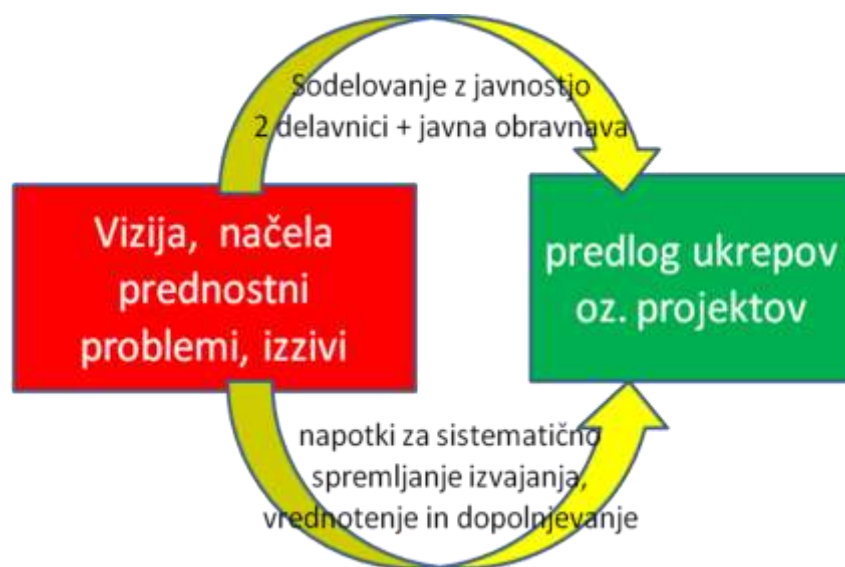 Sodelovanje z javnostjo
2 delavnici + javna obravnava
Vizija, načela
prednostni
problemi, izzivi
predlog ukrepov
oz. projektov
napotki za sistematično
spremljanje izvajanja,
vrednotenje in dopolnjevanje